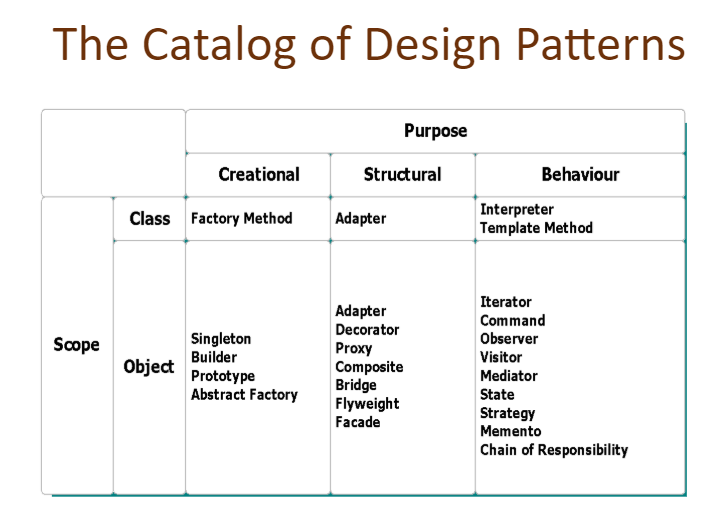 The Catalog of Design Patterns
Purpose
Creational
Structural
Behaviour
Scope
Class
Factory Method
Adapter
Interpreter
Template Method
Object
Singleton
Builder
Prototype
Abstract Factory
Adapter
Decorator
Proxy
Composite
Bridge
Flyweight
Facade
Iterator
Command
Observer
Visitor
Mediator
State
Strategy
Memento
Chain of Responsibility